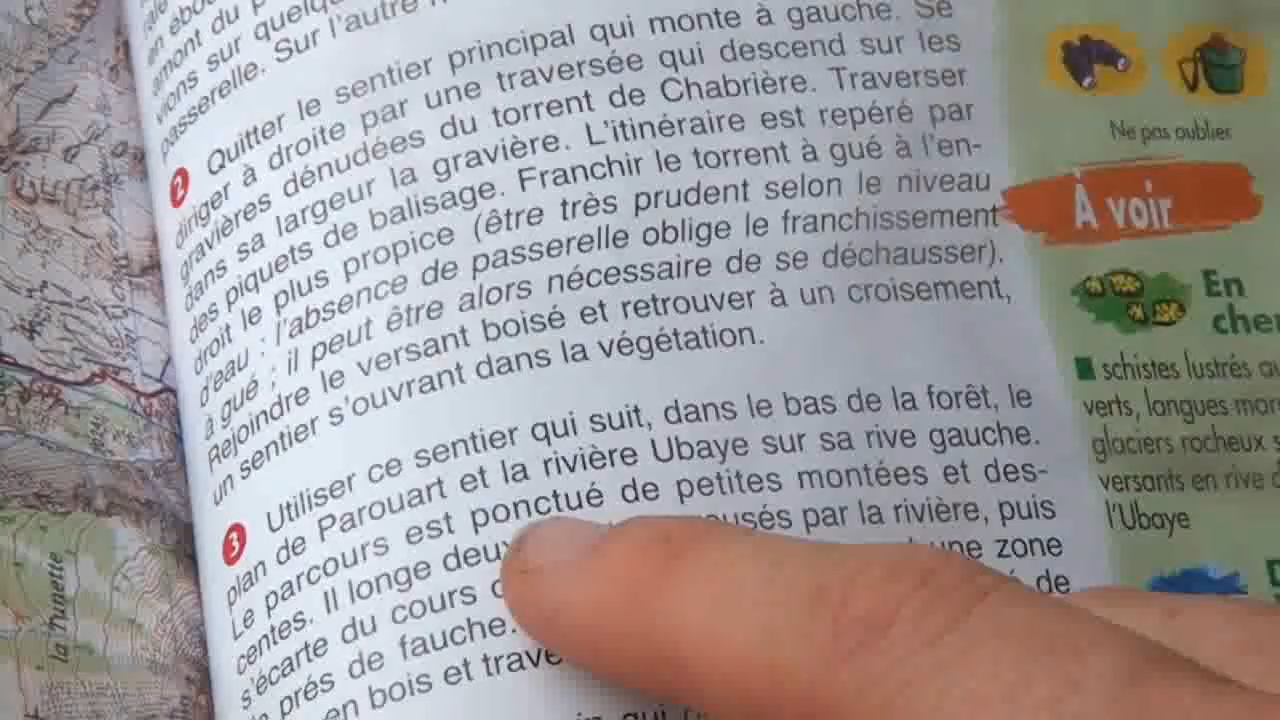 en ébou
amont du p
vions sur quelqu
passerelle. Sur l'autre
2 Quitter le sentier principal qui monte à gauche. Se
diriger à droite par une traversée qui descend sur les
gravières dénudées du torrent de Chabrière. Traverser
dans sa largeur la gravière. L'itinéraire est repéré par
des piquets de balisage. Franchir le torrent à gué à l'en-
droit le plus propice (être très prudent selon le niveau
d'eau ; l'absence de passerelle oblige le franchissement
à gué ; il peut être alors nécessaire de se déchausser).
Rejoindre le versant boisé et retrouver à un croisement,
un sentier s'ouvrant dans la végétation.
3 Utiliser ce sentier qui suit, dans le bas de la forêt, le
plan de Parouart et la rivière Ubaye sur sa rive gauche.
Le parcours est ponctué de petites montées et des-
centes. Il longe deux usés par la rivière, puis
s'écarte du cours une zone
prés de fauche. de
en bois et trave
Ne pas oublier
À voir
En
che
schistes lustrés
verts, longues
glaciers rocheux
versants en rive
l'Ubaye
la Tunette